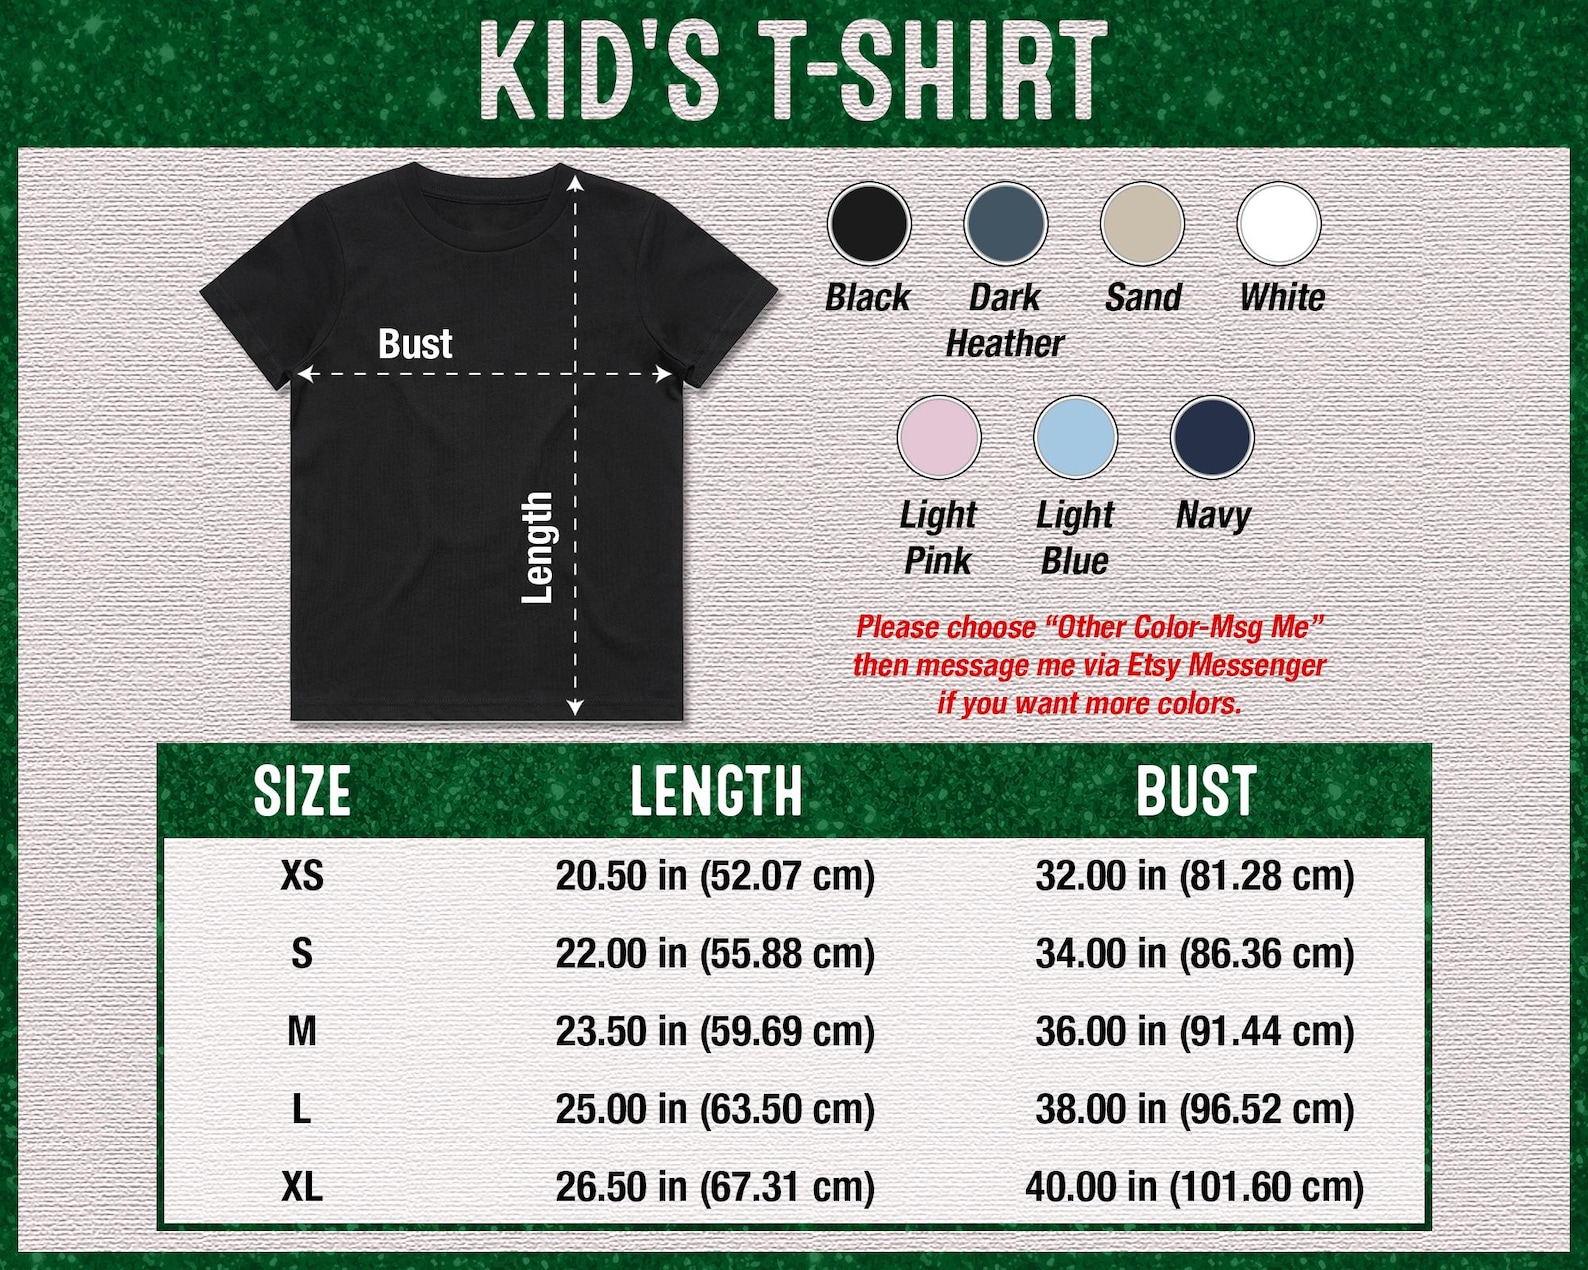 KID'S T-SHIRT
Bust
Length
Black
Dark
Heather
Sand
White
Light
Pink
Light
Blue
Navy
Please choose “Other Color-Msg Me”
then message me via Etsy Messenger
if you want more colors.
SIZE LENGTH BUST
XS 20.50 in (52.07 cm) 32.00 in (81.28 cm)
S 22.00 in (55.88 cm) 34.00 in (86.36 cm)
M 23.50 in (59.69 cm) 36.00 in (91.44 cm)
L 25.00 in (63.50 cm) 38.00 in (96.52 cm)
XL 26.50 in (67.31 cm) 40.00 in (101.60 cm)